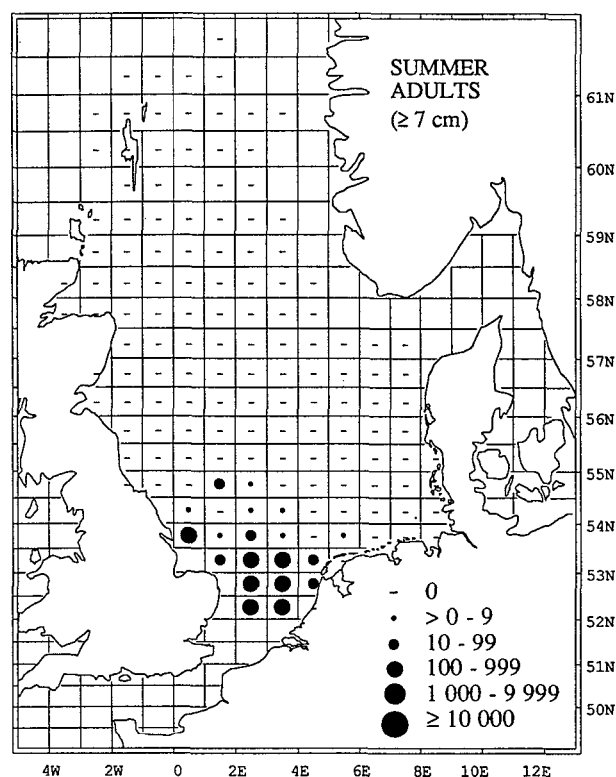 SUMMER
ADULTS
(≥ 7 cm)
61N
60N
59N
58N
57N
56N
55N
54N
53N
52N
51N
50N
- 0
> 0 - 9
10 - 99
100 - 999
1 000 - 9 999
≥ 10 000
4W 2W 0 2E 4E 6E 8E 10E 12E